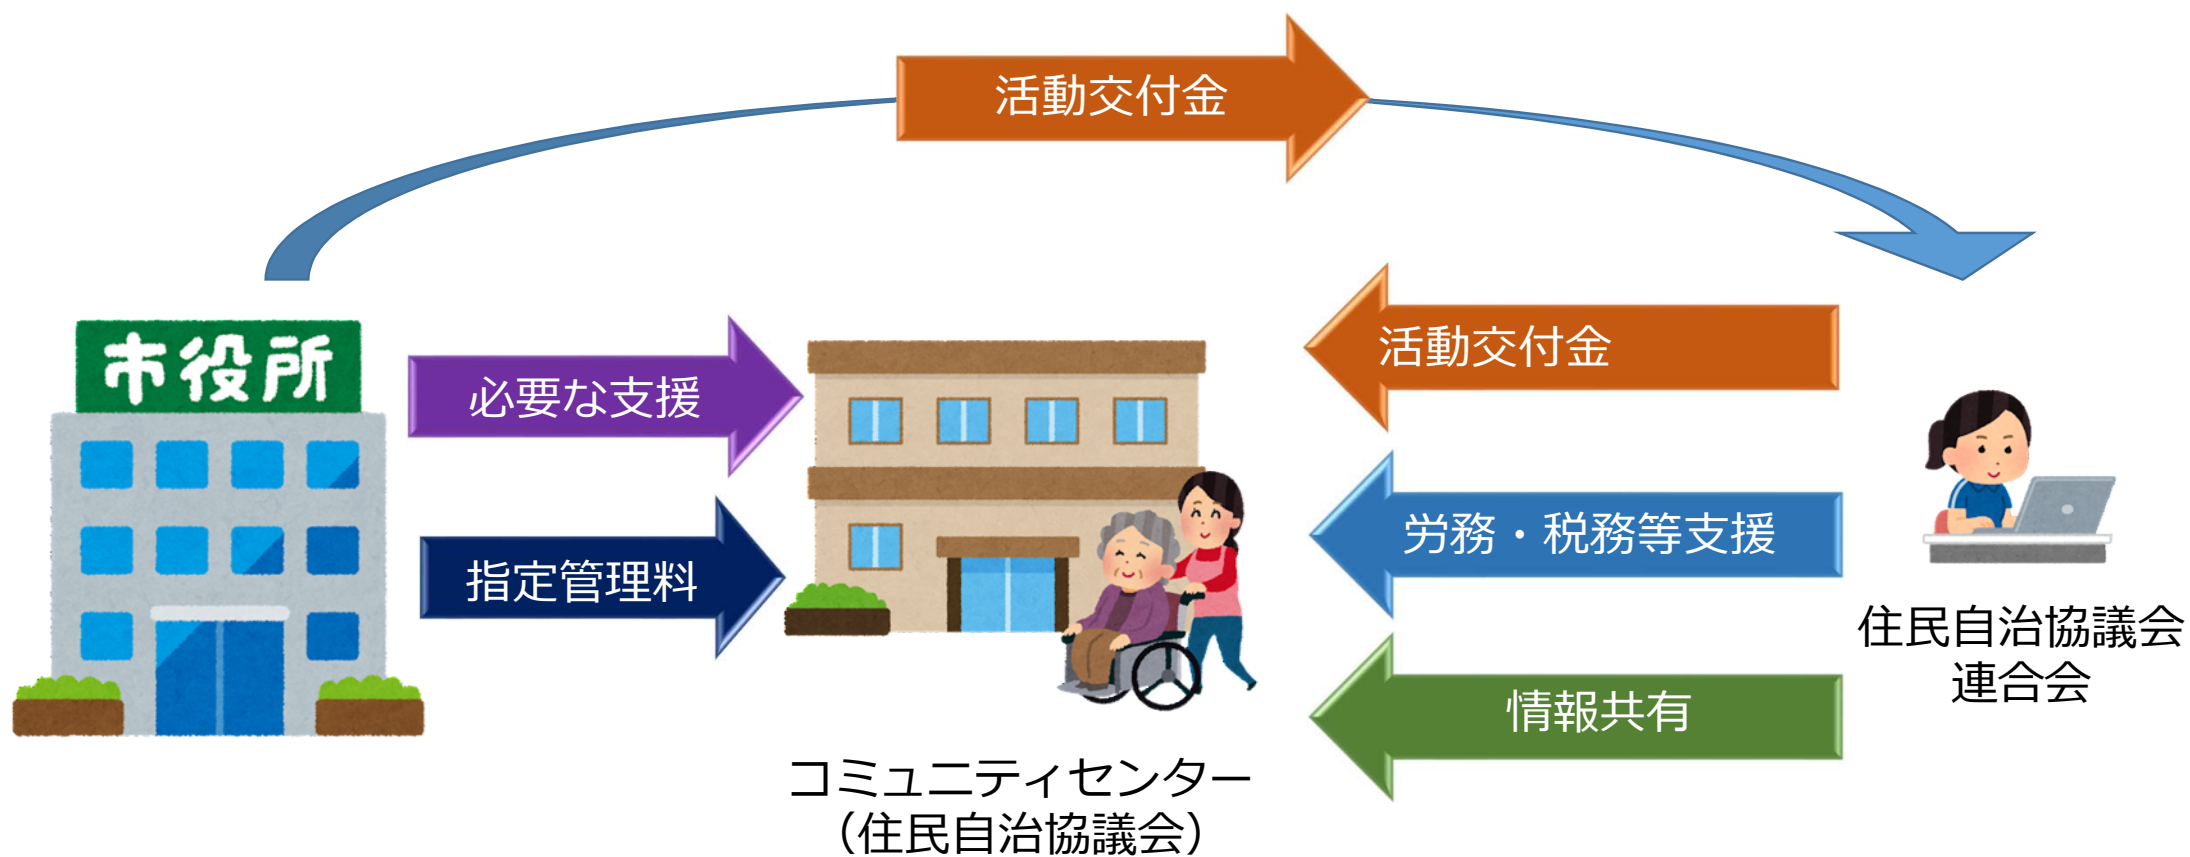 活動交付金
市役所
必要な支援
指定管理料
活動交付金
労務・税務等支援
情報共有
住民自治協議会
連合会
コミュニティセンター
（住民自治協議会）